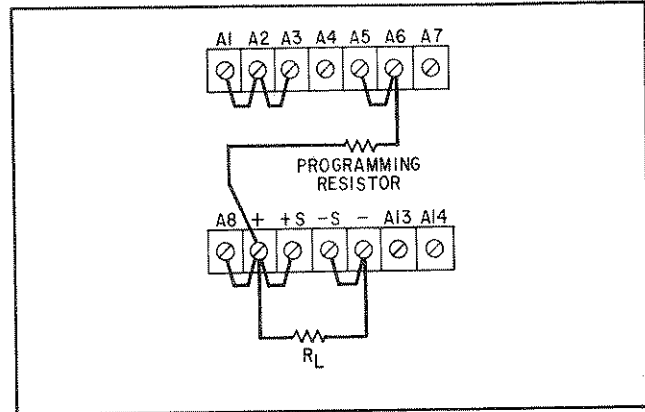 A1 A2 A3 A4 A5 A6 A7
PROGRAMMING
RESISTOR
A8 + +S -S - A13 A14
RL